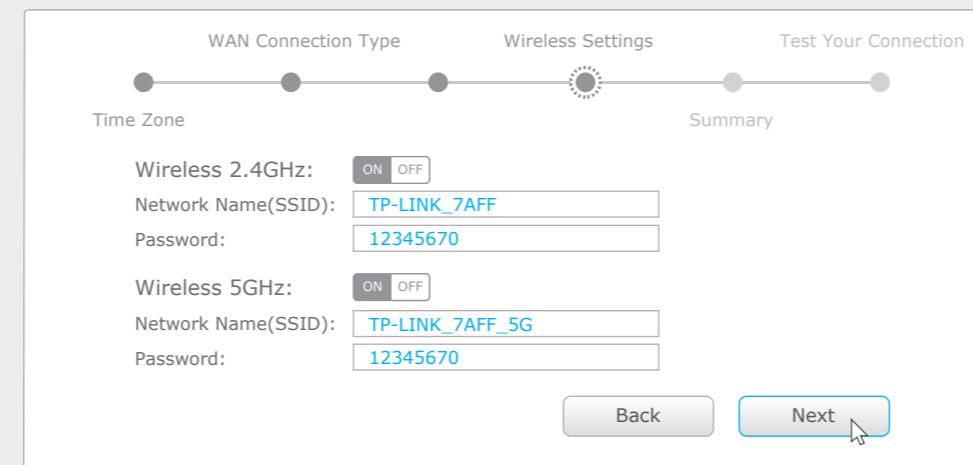 WAN Connection Type Wireless Settings Test Your Connection
Time Zone Summary
Wireless 2.4GHz: ON OFF
Network Name(SSID): TP-LINK_7AFF
Password: 12345670
Wireless 5GHz: ON OFF
Network Name(SSID): TP-LINK_7AFF_5G
Password: 12345670
Back Next